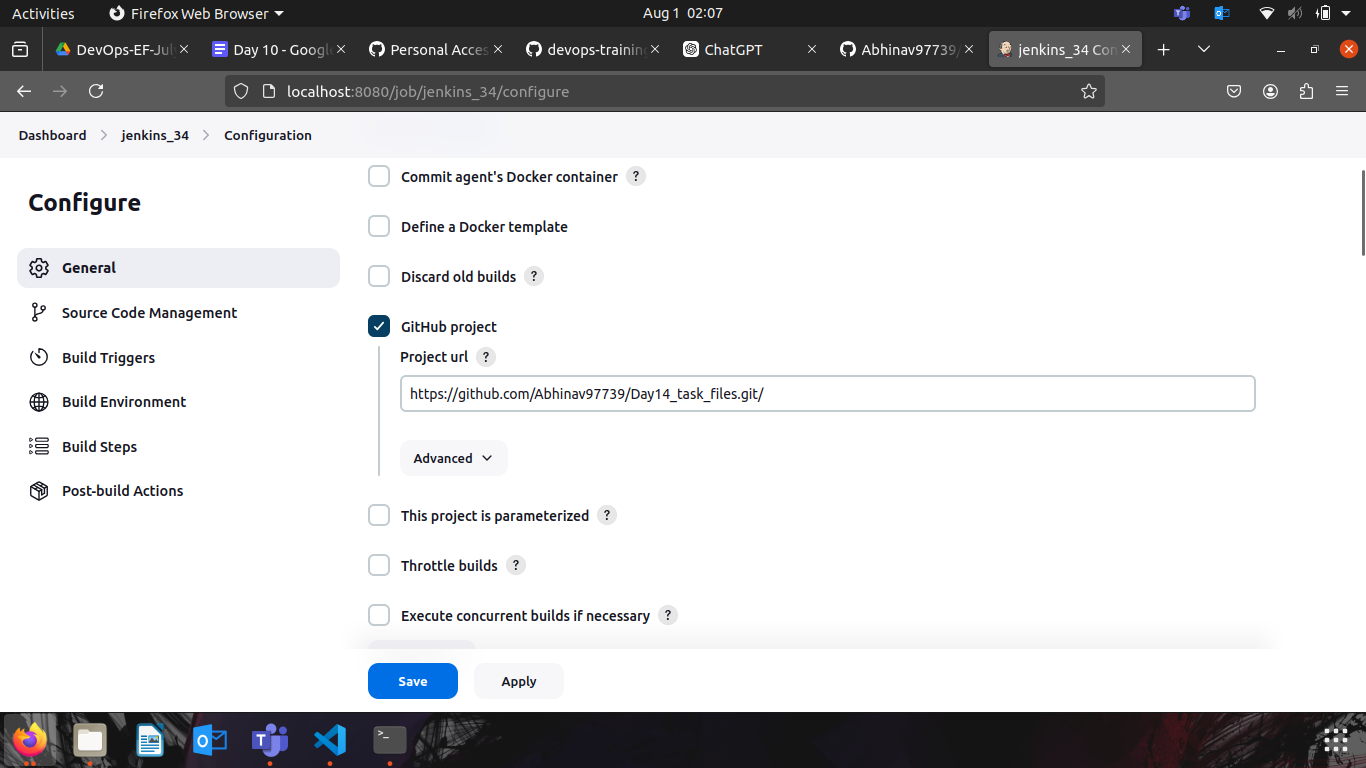 Activities Firefox Web Browser Aug 1 02:07
DevOps-EF-Jul Day 10 - Google Personal Acces devops-training ChatGPT Abhinav97739/ jenkins_34 Con
localhost:8080/job/jenkins_34/configure
Dashboard jenkins_34 Configuration
Configure
General
Source Code Management
Build Triggers
Build Environment
Build Steps
Post-build Actions
Commit agent's Docker container ?
Define a Docker template
Discard old builds ?
GitHub project
Project url ?
https://github.com/Abhinav97739/Day14_task_files.git/
Advanced
This project is parameterized ?
Throttle builds ?
Execute concurrent builds if necessary ?
Save Apply